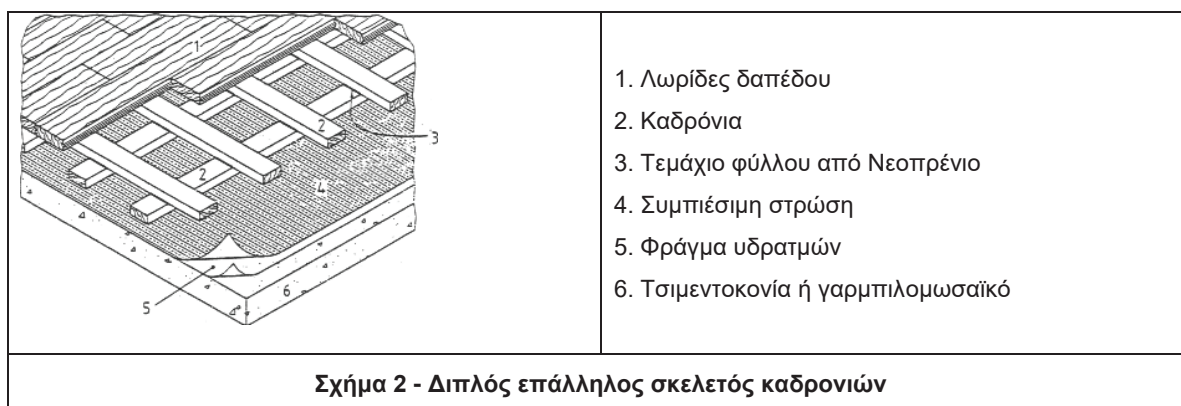 1
2
3
2
4
5
6
1. Λωρίδες δαπέδου
2. Καδρόνια
3. Τεμάχιο φύλλου από Νεοπρένιο
4. Συμπιέσιμη στρώση
5. Φράγμα υδρατμών
6. Τσιμεντοκονία ή γαρμπιλομωσαϊκό
Σχήμα 2 - Διπλός επάλληλος σκελετός καδρονιών